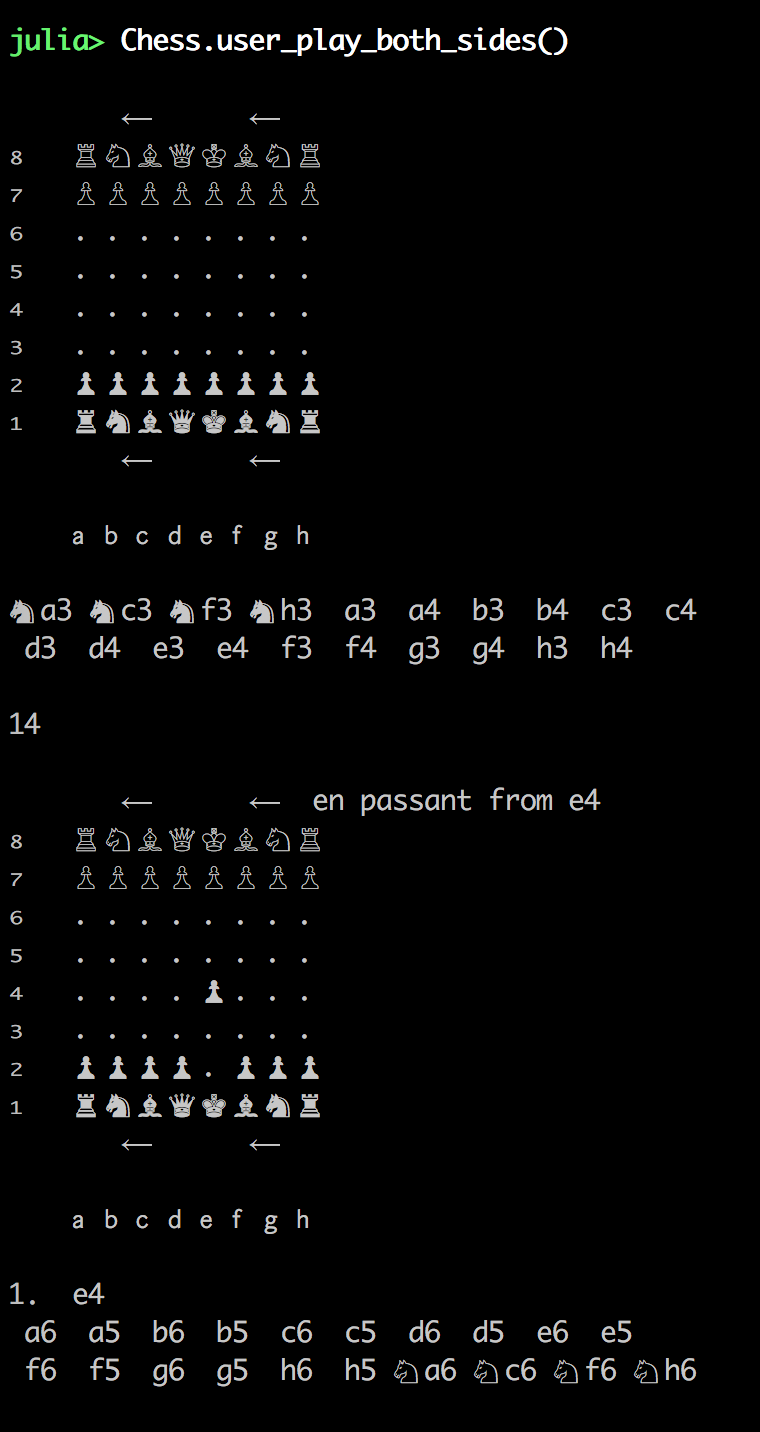 julia> Chess.user_play_both_sides()
← ←
8 ♖ ♘ ♗ ♕ ♔ ♗ ♘ ♖
7 ♙ ♙ ♙ ♙ ♙ ♙ ♙ ♙
6 . . . . . . . .
5 . . . . . . . .
4 . . . . . . . .
3 . . . . . . . .
2 ♟ ♟ ♟ ♟ ♟ ♟ ♟ ♟
1 ♜ ♞ ♝ ♛ ♚ ♝ ♞ ♜
← ←
a b c d e f g h
♞a3 ♞c3 ♞f3 ♞h3 a3 a4 b3 b4 c3 c4
d3 d4 e3 e4 f3 f4 g3 g4 h3 h4
14
← ← en passant from e4
8 ♖ ♘ ♗ ♕ ♔ ♗ ♘ ♖
7 ♙ ♙ ♙ ♙ ♙ ♙ ♙ ♙
6 . . . . . . . .
5 . . . . . . . .
4 . . . . ♟ . . .
3 . . . . . . . .
2 ♟ ♟ ♟ ♟ . ♟ ♟ ♟
1 ♜ ♞ ♝ ♛ ♚ ♝ ♞ ♜
← ←
a b c d e f g h
1. e4
a6 a5 b6 b5 c6 c5 d6 d5 e6 e5
f6 f5 g6 g5 h6 h5 ♘a6 ♘c6 ♘f6 ♘h6